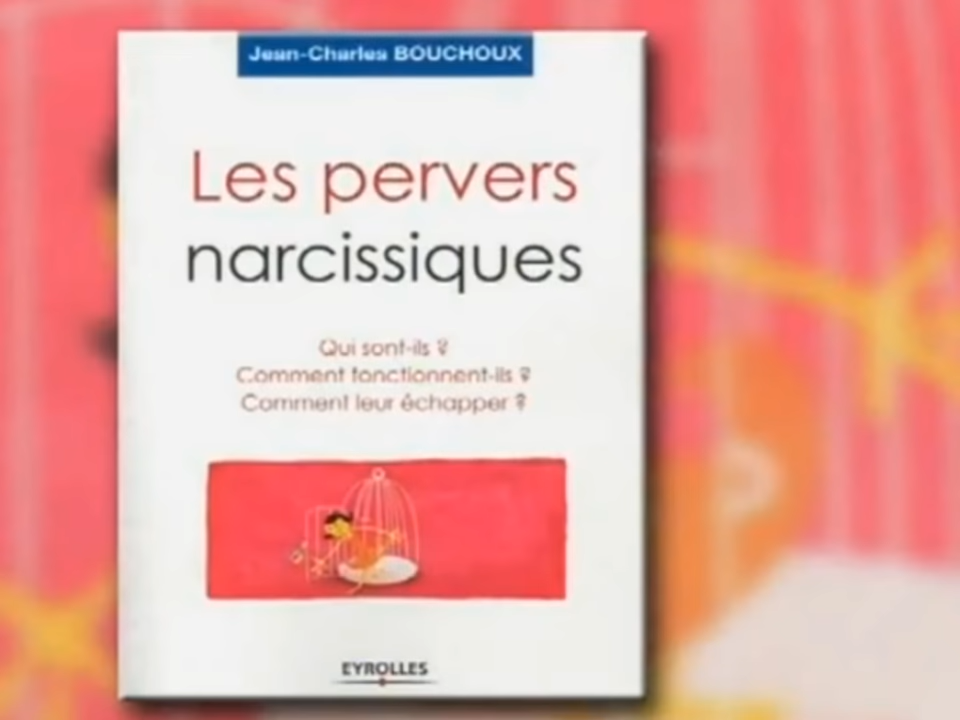 Jean-Charles BOUCHOUX
Les pervers
narcissiques
Qui sont-ils ?
Comment fonctionnent-ils ?
Comment leur échapper ?
EYROLLES